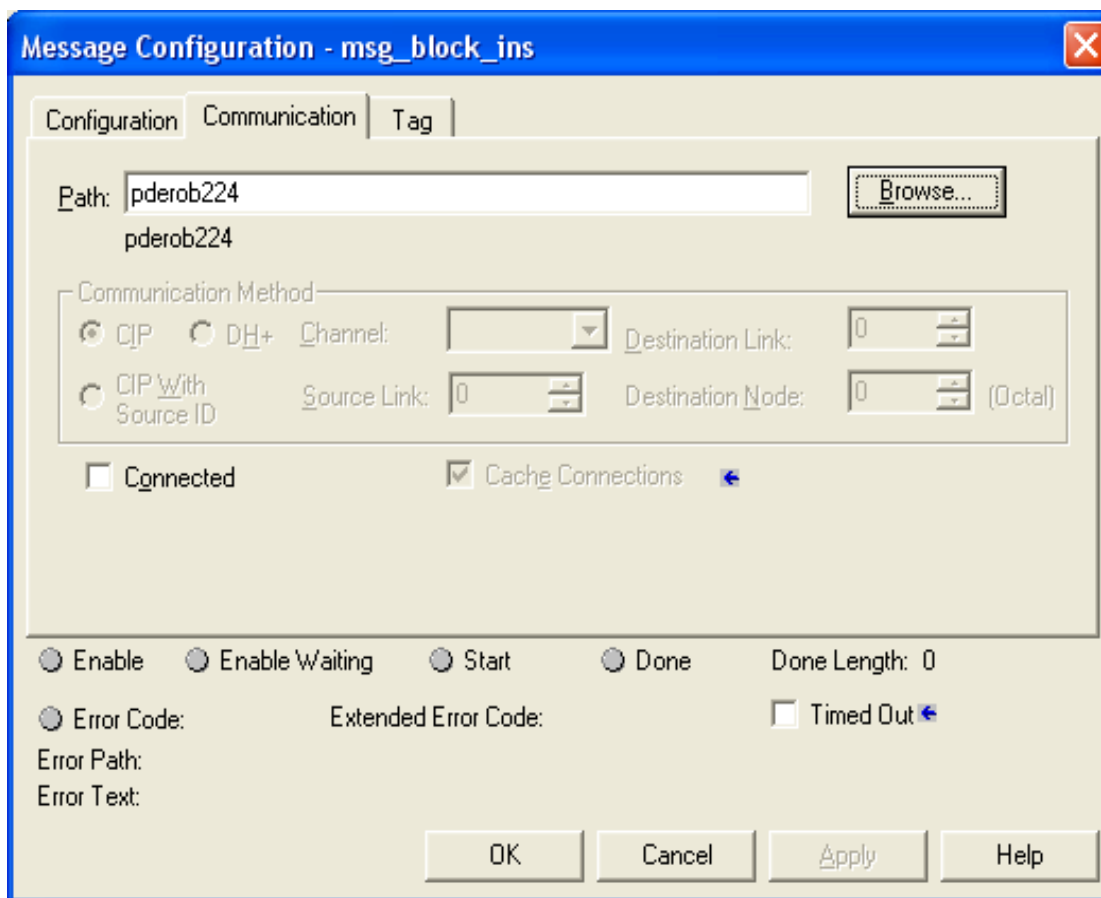 Message Configuration - msg_block_ins
Configuration Communication Tag
Path: pderob224 Browse...
pderob224
Communication Method
CIP DH+ Channel: Destination Link: 0
CIP With Source ID Source Link: 0 Destination Node: 0 (Octal)
Connected Cache Connections
Enable Enable Waiting Start Done Done Length: 0
Error Code: Extended Error Code: Timed Out
Error Path:
Error Text:
OK Cancel Apply Help